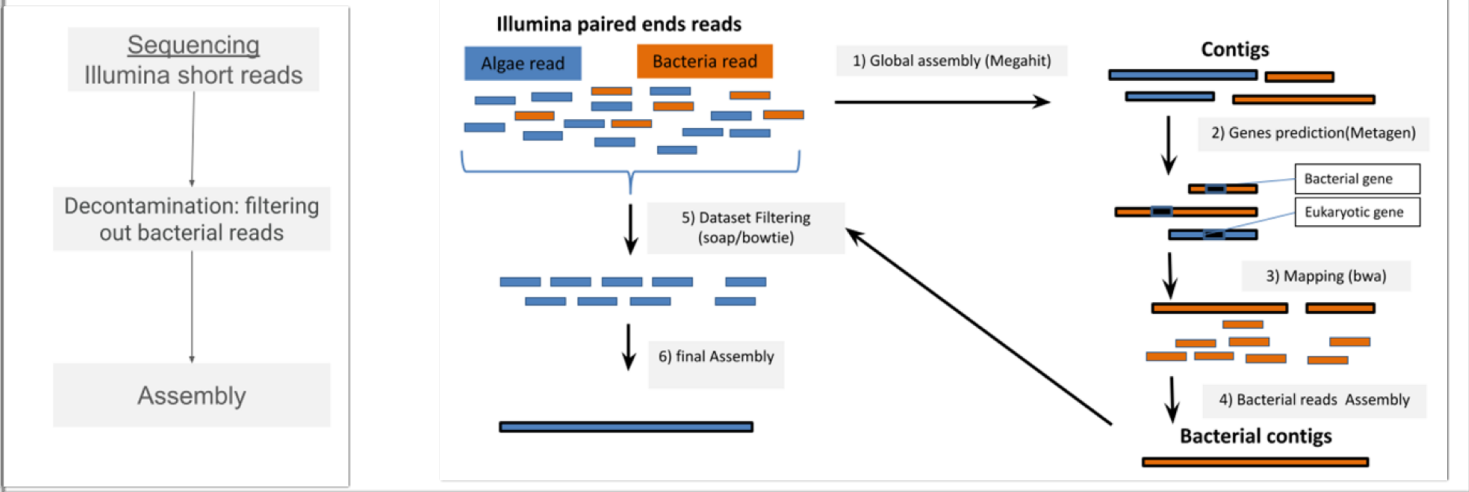 Sequencing
Illumina short reads
Decontamination: filtering
out bacterial reads
Assembly
Illumina paired ends reads
Algae read
Bacteria read
1) Global assembly (Megahit)
Contigs
2) Genes prediction(Metagen)
Bacterial gene
Eukaryotic gene
3) Mapping (bwa)
4) Bacterial reads  Assembly
Bacterial contigs
5) Dataset Filtering
(soap/bowtie)
6) final Assembly